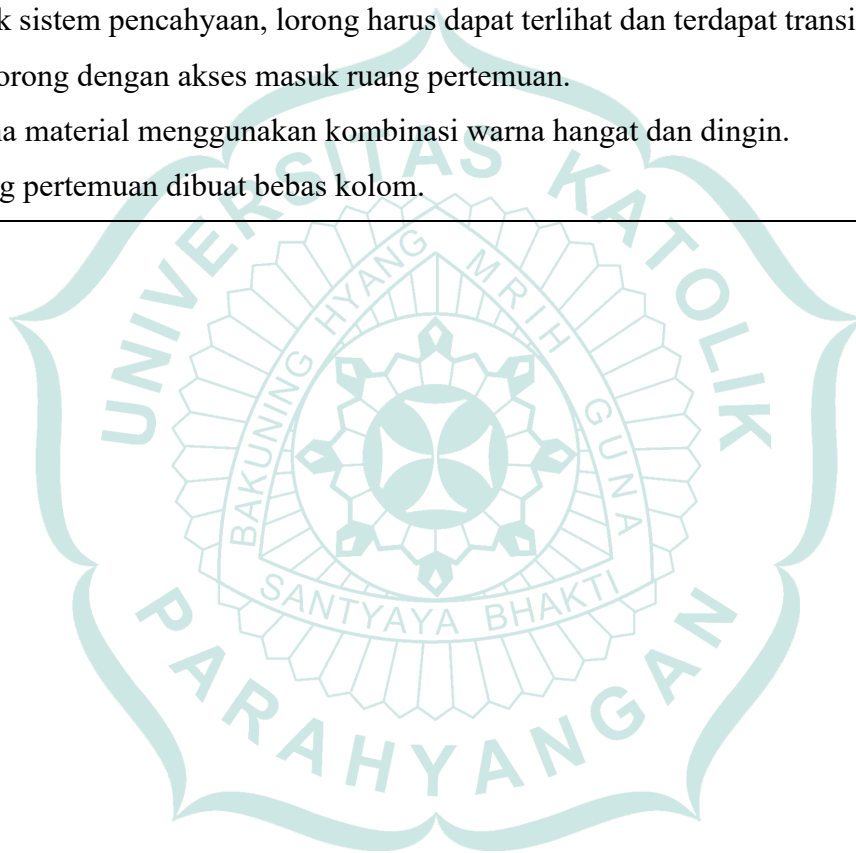 k sistem pencahyaan, lorong harus dapat terlihat dan terdapat transi
orong dengan akses masuk ruang pertemuan.
na material menggunakan kombinasi warna hangat dan dingin.
g pertemuan dibuat bebas kolom.
UNIVERSITAS KATOLIK
BAKUNING HYANG MRIH GUNA
SANTYAYA BHAKTI
PARAHYANGAN